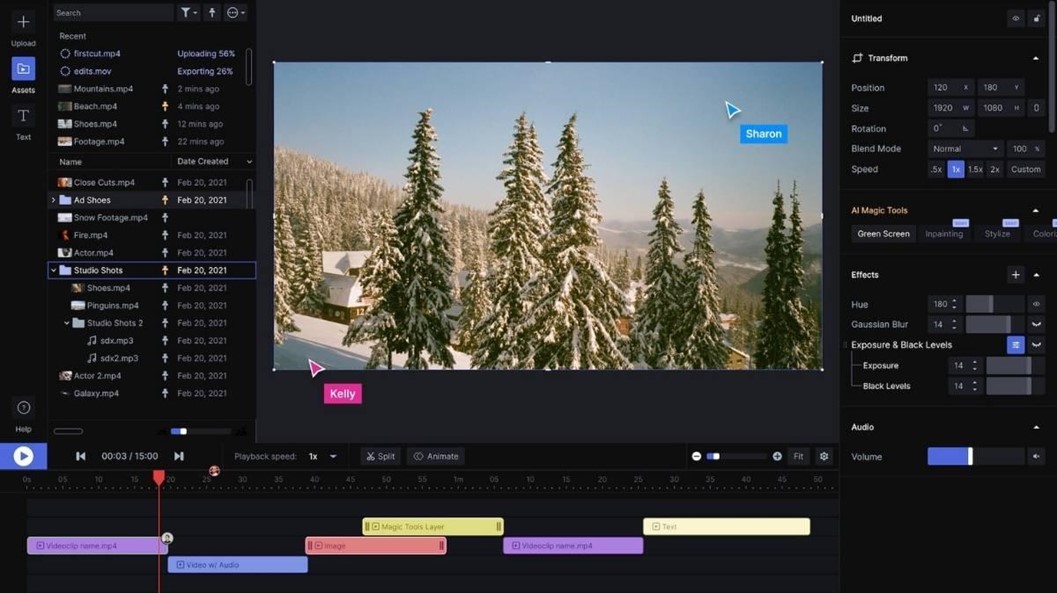 Upload
Assets
Text
Help
Search
Recent
firstcut.mp4 Uploading 56%
edits.mov Exporting 26%
Mountains.mp4 2 mins ago
Beach.mp4 4 mins ago
Shoes.mp4 12 mins ago
Footage.mp4 22 mins ago
Name Date Created
Close Cuts.mp4 Feb 20, 2021
Ad Shoes Feb 20, 2021
Snow Footage.mp4
Fire.mp4 Feb 20, 2021
Actor.mp4 Feb 20, 2021
Studio Shots Feb 20, 2021
Shoes.mp4 Feb 20, 2021
Pinguins.mp4 Feb 20, 2021
Studio Shots 2 Feb 20, 2021
sdx.mp3 Feb 20, 2021
sdx2.mp3 Feb 20, 2021
Actor 2.mp4 Feb 20, 2021
Galaxy.mp4 Feb 20, 2021
Sharon
Kelly
Untitled
Transform
Position 120 X 180 Y
Size 1920 W 1080 H
Rotation 0°
Blend Mode Normal 100 %
Speed .5x 1x 1.5x 2x Custom
AI Magic Tools
Green Screen Inpainting Stylize Coloriz
Effects
Hue 180
Gaussian Blur 14
Exposure & Black Levels
Exposure 14
Black Levels 14
Audio
Volume
00:03 / 15:00 Playback speed: 1x Split Animate Fit
0s 05 10 20 25 30 35 40 45 50 55 1m 05 10 15 20 25 30 35 40 45 50
Magic Tools Layer Text
Videoclip name.mp4 Image Videoclip name.mp4
Video w/ Audio